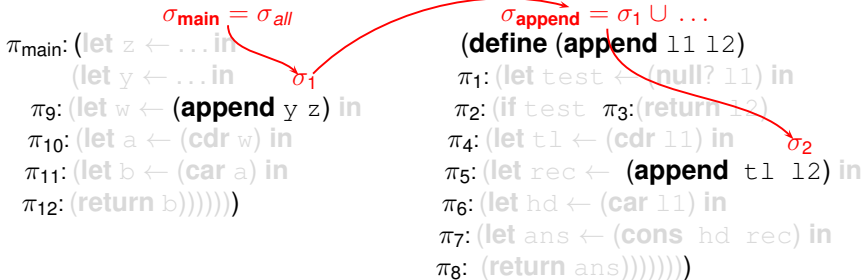 σmain = σall
πmain: (let z ← ... in
(let y ← ... in
σ1
π9: (let w ← (append y z) in
π10: (let a ← (cdr w) in
π11: (let b ← (car a) in
π12: (return b))))))
σappend = σ1 ∪ ...
(define (append l1 l2)
π1: (let test ← (null? l1) in
π2: (if test π3: (return l2)
π4: (let tl ← (cdr l1) in
σ2
π5: (let rec ← (append tl l2) in
π6: (let hd ← (car l1) in
π7: (let ans ← (cons hd rec) in
π8: (return ans)))))))